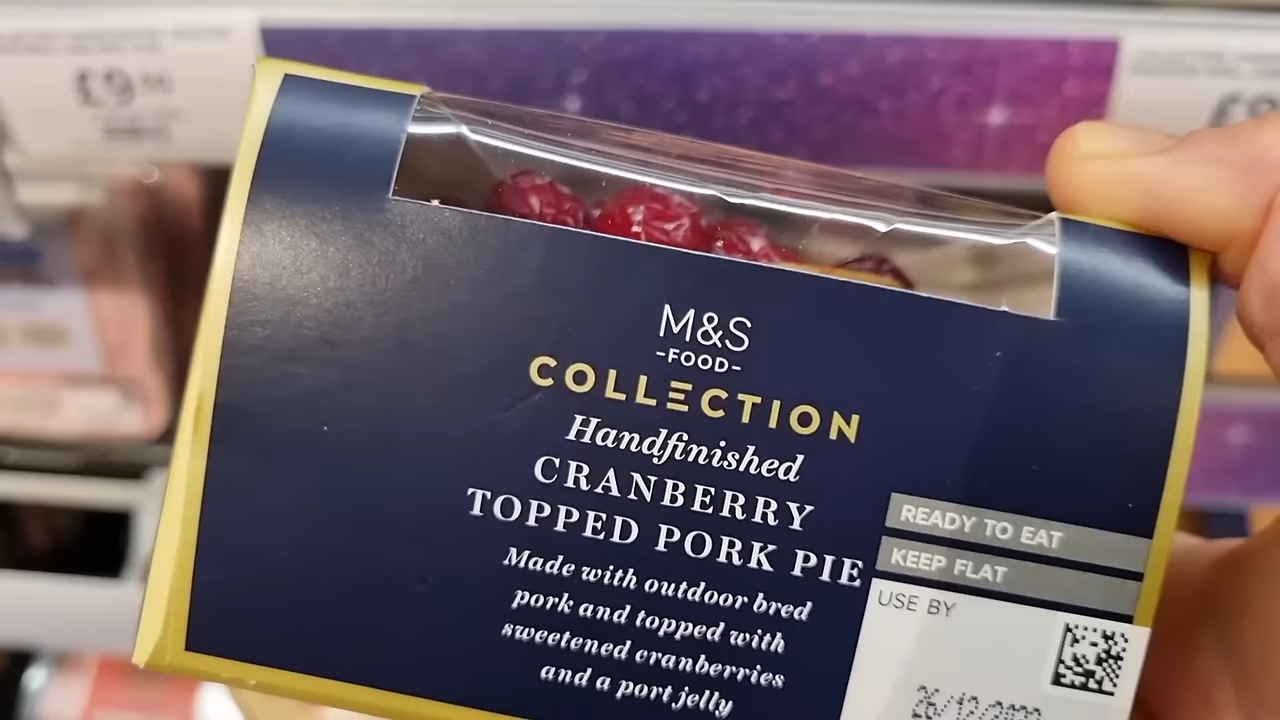 £9
M&S
-FOOD-
COLLECTION
Handfinished
CRANBERRY
TOPPED PORK PIE
Made with outdoor bred
pork and topped with
sweetened cranberries
and a port jelly
READY TO EAT
KEEP FLAT
USE BY